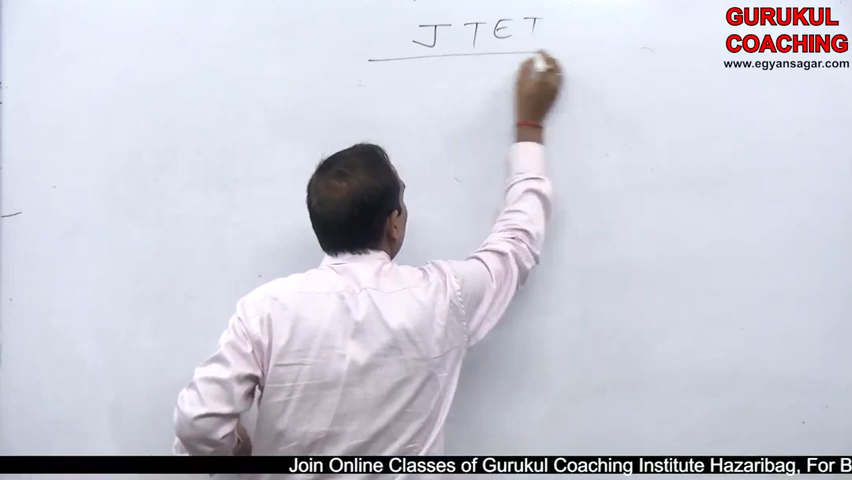 JTET
GURUKUL
COACHING
www.egyansagar.com
Join Online Classes of Gurukul Coaching Institute Hazaribag, For B